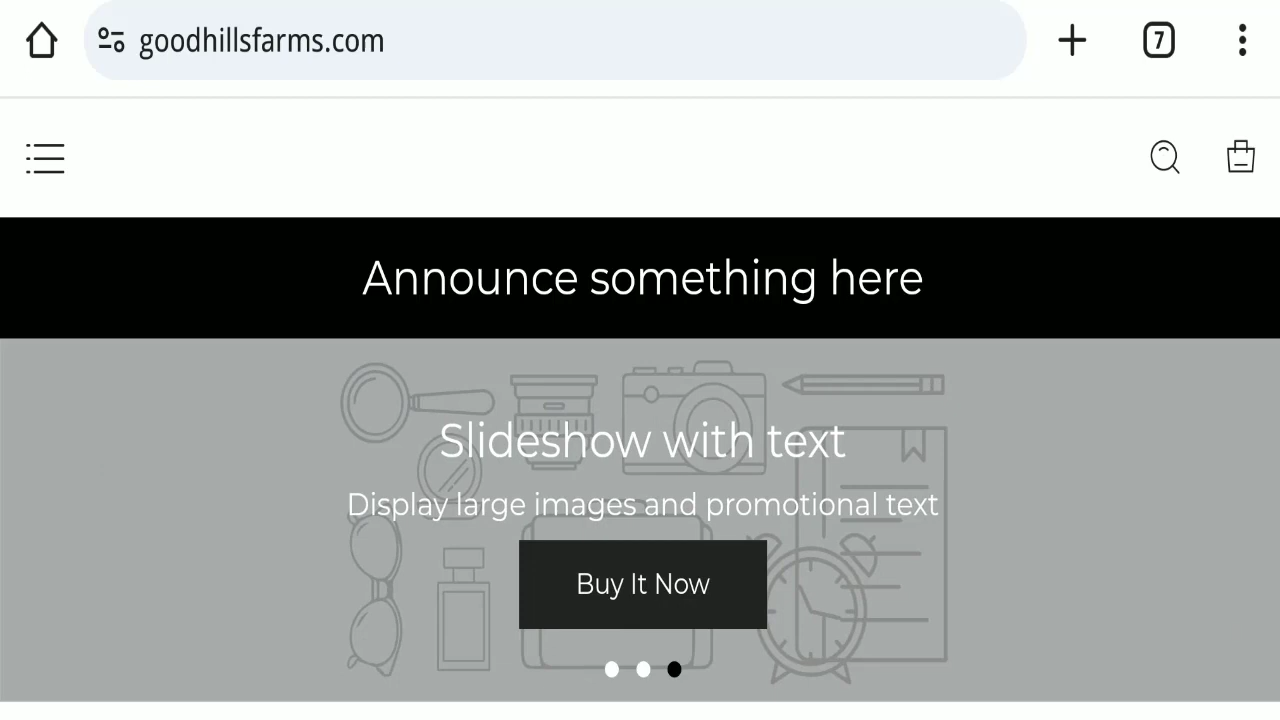 goodhillsfarms.com
7
Announce something here
Slideshow with text
Display large images and promotional text
Buy It Now